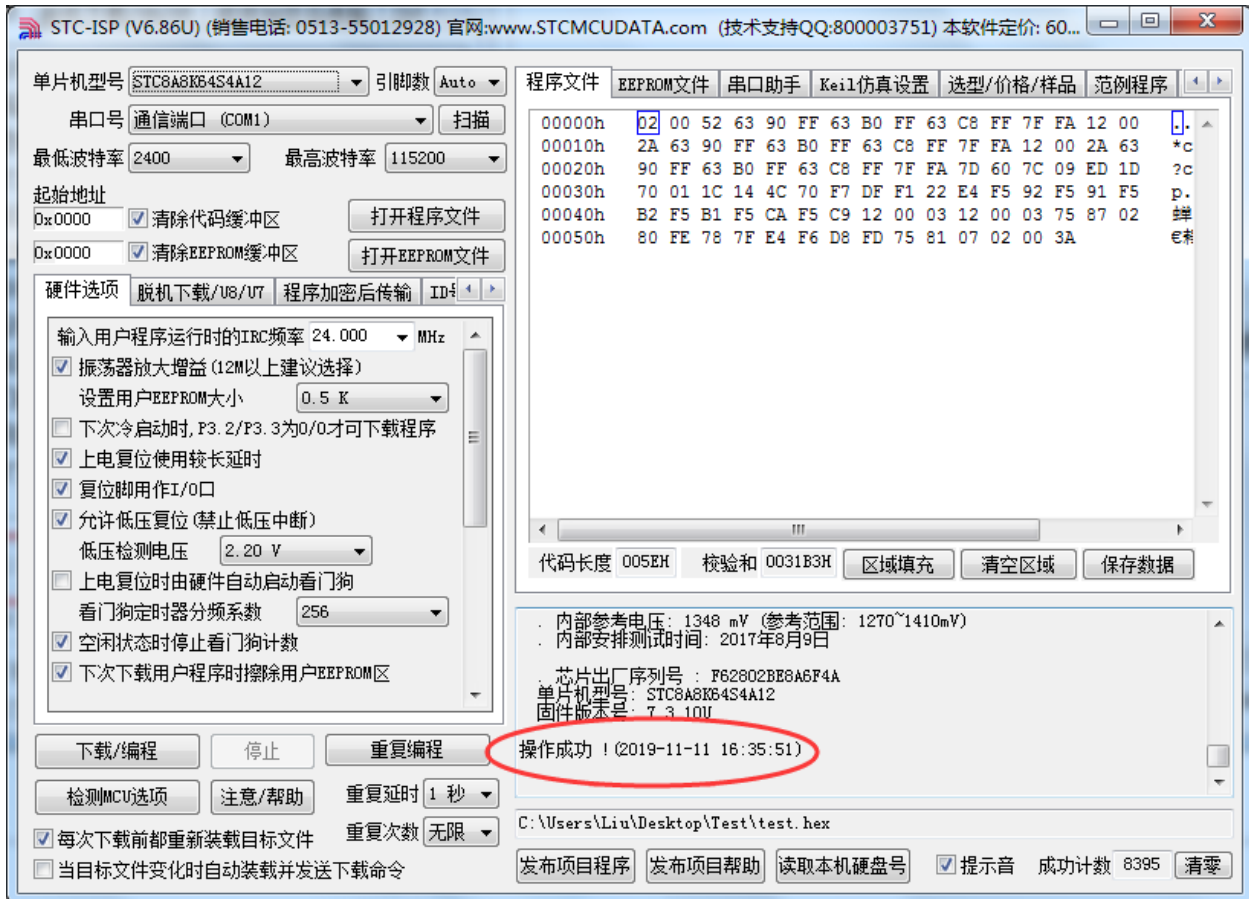 STC-ISP (V6.86U) (销售电话: 0513-55012928) 官网:www.STCMCUDATA.com (技术支持QQ:800003751) 本软件定价: 60...
单片机型号 STC8A8K64S4A12 引脚数 Auto
串口号 通信端口 (COM1) 扫描
最低波特率 2400 最高波特率 115200
起始地址
0x0000 清除代码缓冲区 打开程序文件
0x0000 清除EEPROM缓冲区 打开EEPROM文件
硬件选项 脱机下载/U8/U7 程序加密后传输
输入用户程序运行时的IRC频率 24.000 MHz
振荡器放大增益(12M以上建议选择)
设置用户EEPROM大小 0.5 K
下次冷启动时,P3.2/P3.3为0/0才可下载程序
上电复位使用较长延时
复位脚用作I/O口
允许低压复位(禁止低压中断)
低压检测电压 2.20 V
上电复位时由硬件自动启动看门狗
看门狗定时器分频系数 256
空闲状态时停止看门狗计数
下次下载用户程序时擦除用户EEPROM区
下载/编程 停止 重复编程
检测MCU选项 注意/帮助 重复延时 1 秒
每次下载前都重新装载目标文件 重复次数 无限
当目标文件变化时自动装载并发送下载命令
程序文件 EEPROM文件 串口助手 Keil仿真设置 选型/价格/样品 范例程序
00000h 02 00 52 63 90 FF 63 B0 FF 63 C8 FF 7F FA 12 00 ..
00010h 2A 63 90 FF 63 B0 FF 63 C8 FF 7F FA 12 00 2A 63 *c
00020h 90 FF 63 B0 FF 63 C8 FF 7F FA 7D 60 7C 09 ED 1D ?c
00030h 70 01 1C 14 4C 70 F7 DF F1 22 E4 F5 92 F5 91 F5 p.
00040h B2 F5 B1 F5 CA F5 C9 12 00 03 12 00 03 75 87 02 蝉
00050h 80 FE 78 7F E4 F6 D8 FD 75 81 07 02 00 3A
代码长度 005EH 校验和 0031B3H 区域填充 清空区域 保存数据
. 内部参考电压: 1348 mV (参考范围: 1270~1410mV)
. 内部安排测试时间: 2017年8月9日
. 芯片出厂序列号 : F62802BE8A6F4A
单片机型号: STC8A8K64S4A12
固件版本号: 7.3.10U
操作成功 !(2019-11-11 16:35:51)
C:\Users\Liu\Desktop\Test\test.hex
发布项目程序 发布项目帮助 读取本机硬盘号 提示音 成功计数 8395 清零